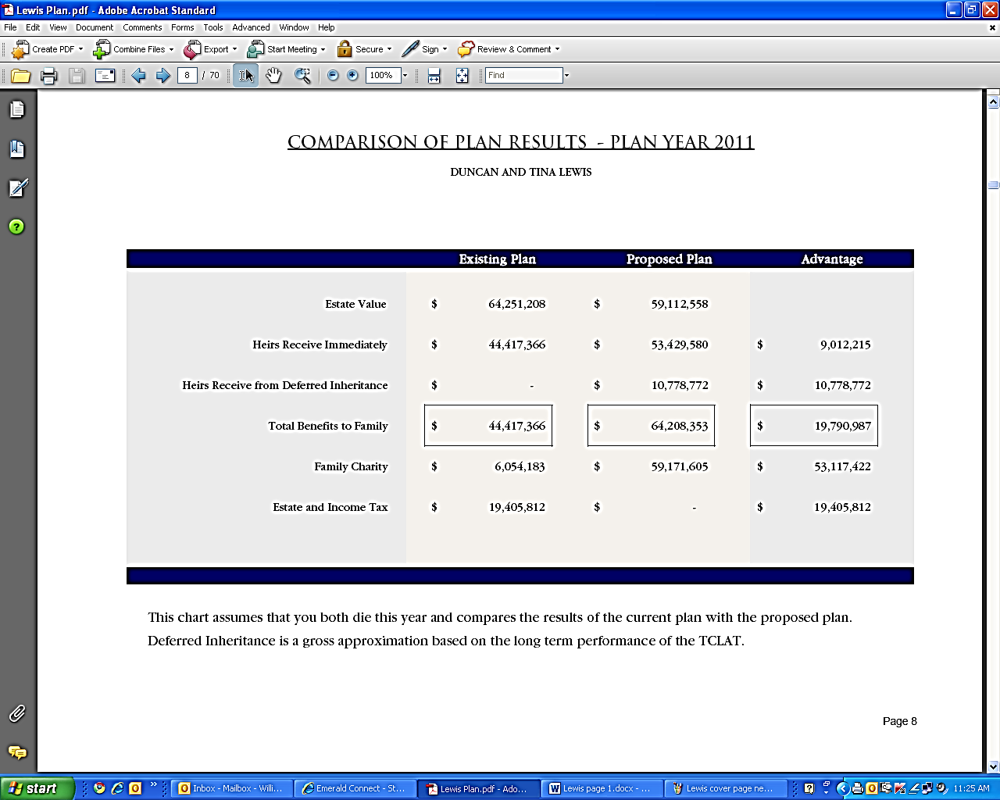 Lewis Plan.pdf - Adobe Acrobat Standard
File Edit View Document Comments Forms Tools Advanced Window Help
Create PDF Combine Files Export Start Meeting Secure Sign Review & Comment
8 / 70 100% Find
COMPARISON OF PLAN RESULTS - PLAN YEAR 2011
DUNCAN AND TINA LEWIS
Existing Plan Proposed Plan Advantage
Estate Value $ 64,251,208 $ 59,112,558
Heirs Receive Immediately $ 44,417,366 $ 53,429,580 $ 9,012,215
Heirs Receive from Deferred Inheritance $ - $ 10,778,772 $ 10,778,772
Total Benefits to Family $ 44,417,366 $ 64,208,353 $ 19,790,987
Family Charity $ 6,054,183 $ 59,171,605 $ 53,117,422
Estate and Income Tax $ 19,405,812 $ - $ 19,405,812
This chart assumes that you both die this year and compares the results of the current plan with the proposed plan.
Deferred Inheritance is a gross approximation based on the long term performance of the TCLAT.
Page 8
start Inbox - Mailbox - Willi... Emerald Connect - St... Lewis Plan.pdf - Ado... Lewis page 1.docx - ... Lewis cover page ne... 11:25 AM